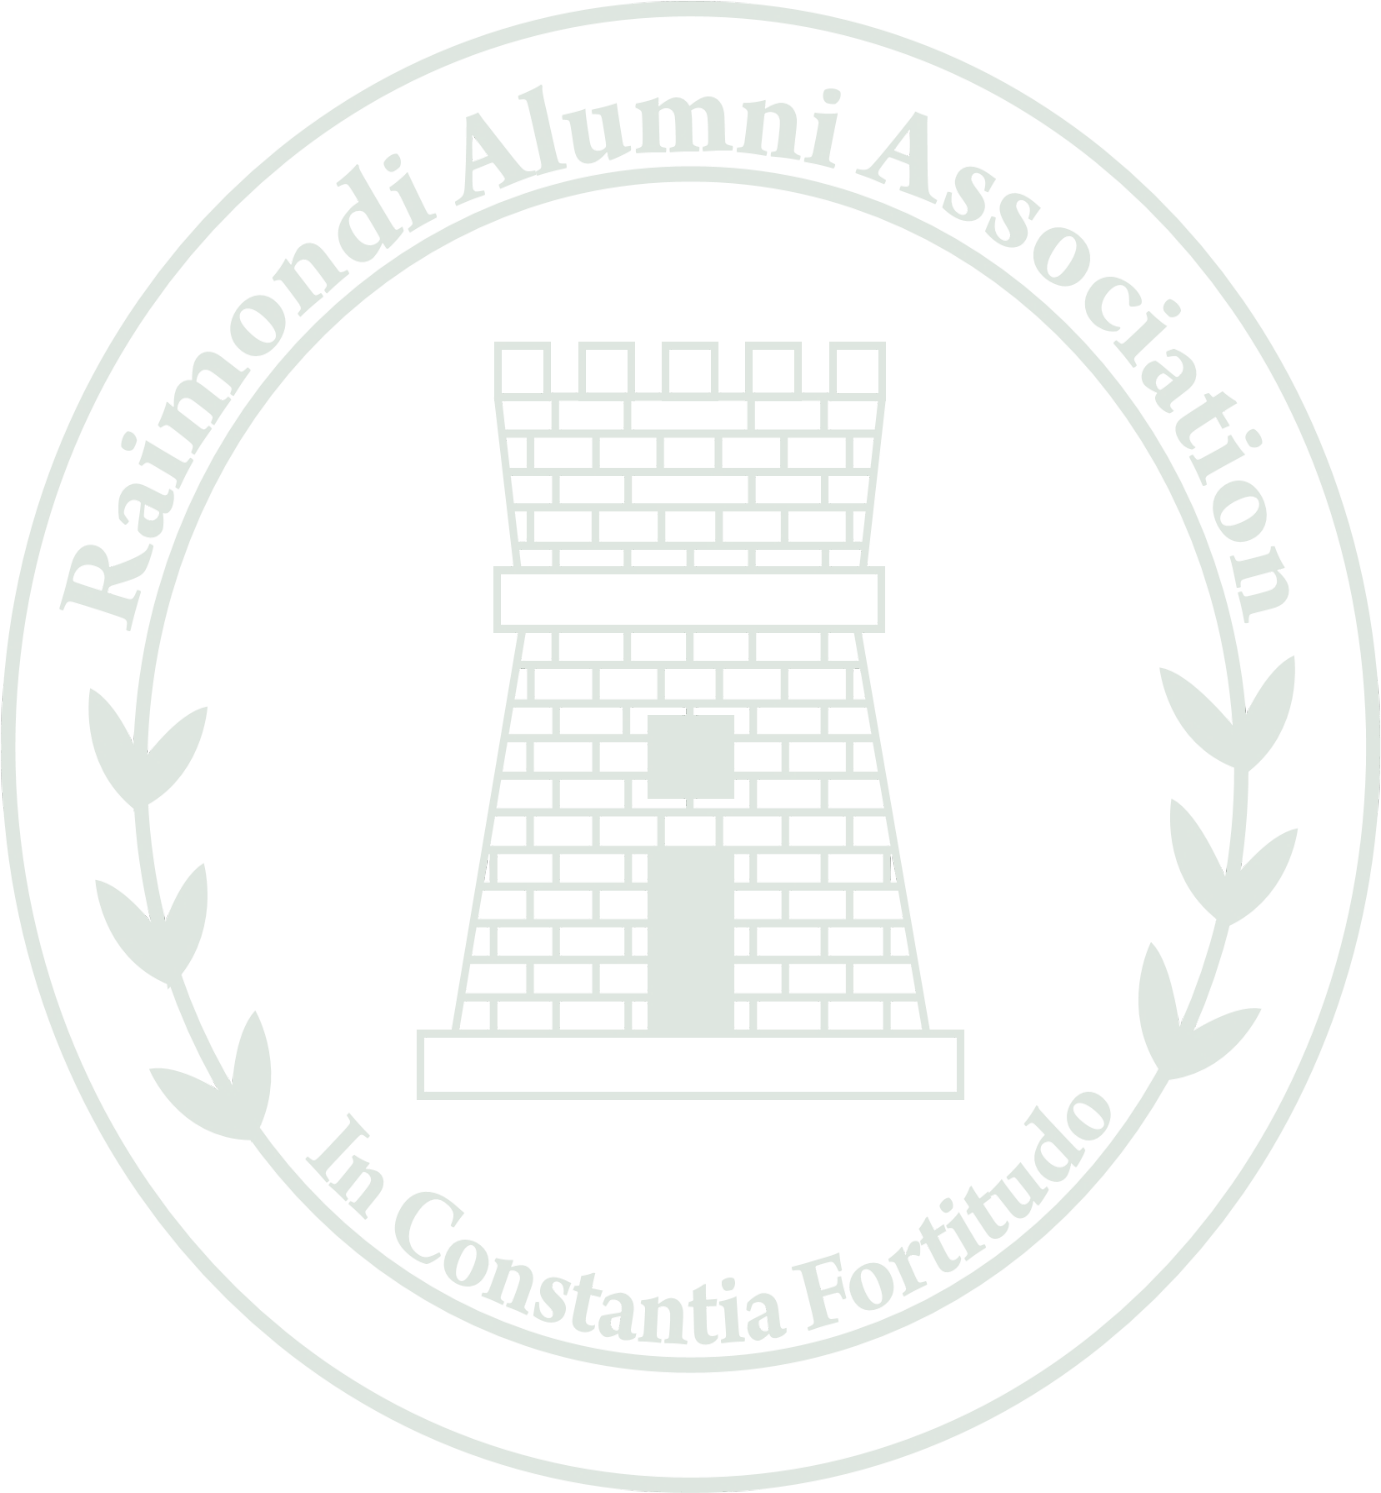 Raimondi Alumni Association
In Constantia Fortitudo